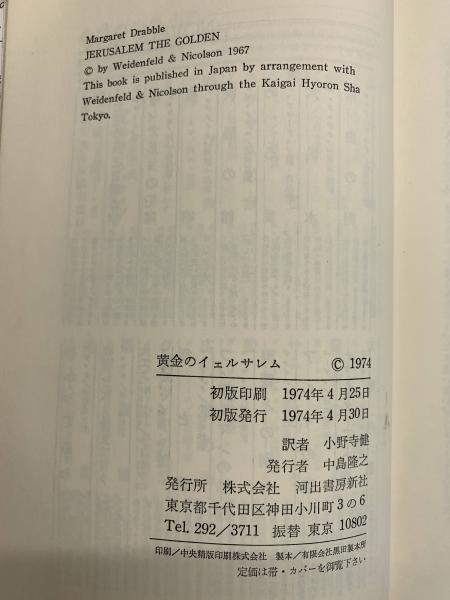 Margaret Drabble
JERUSALEM THE GOLDEN
© by Weidenfeld & Nicolson 1967
This book is published in Japan by arrangement with
Weidenfeld & Nicolson through the Kaigai Hyoron Sha
Tokyo.
黄金のイェルサレム © 1974
初版印刷 1974年4月25日
初版発行 1974年4月30日
訳者 小野寺健
発行者 中島隆之
発行所 株式会社 河出書房新社
東京都千代田区神田小川町3の6
Tel. 292/3711 振替 東京 10802
印刷/中央精版印刷株式会社 製本/有限会社黒田製本所
定価は帯・カバーを御覧下さい